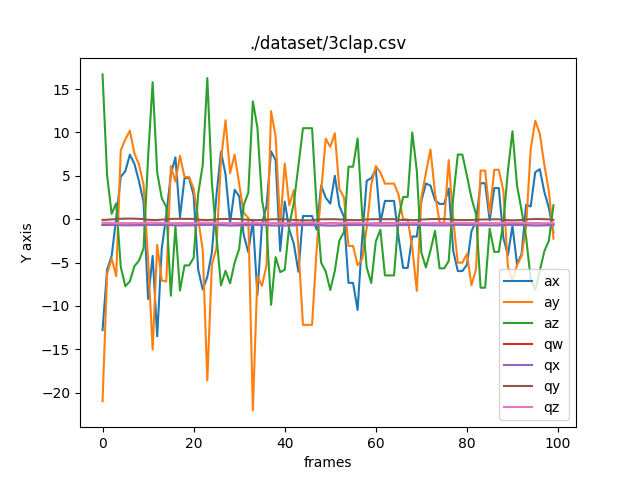 ./dataset/3clap.csv
15
10
5
0
−5
−10
−15
−20
Y axis
ax
ay
az
qw
qx
qy
qz
0 20 40 60 80 100
frames